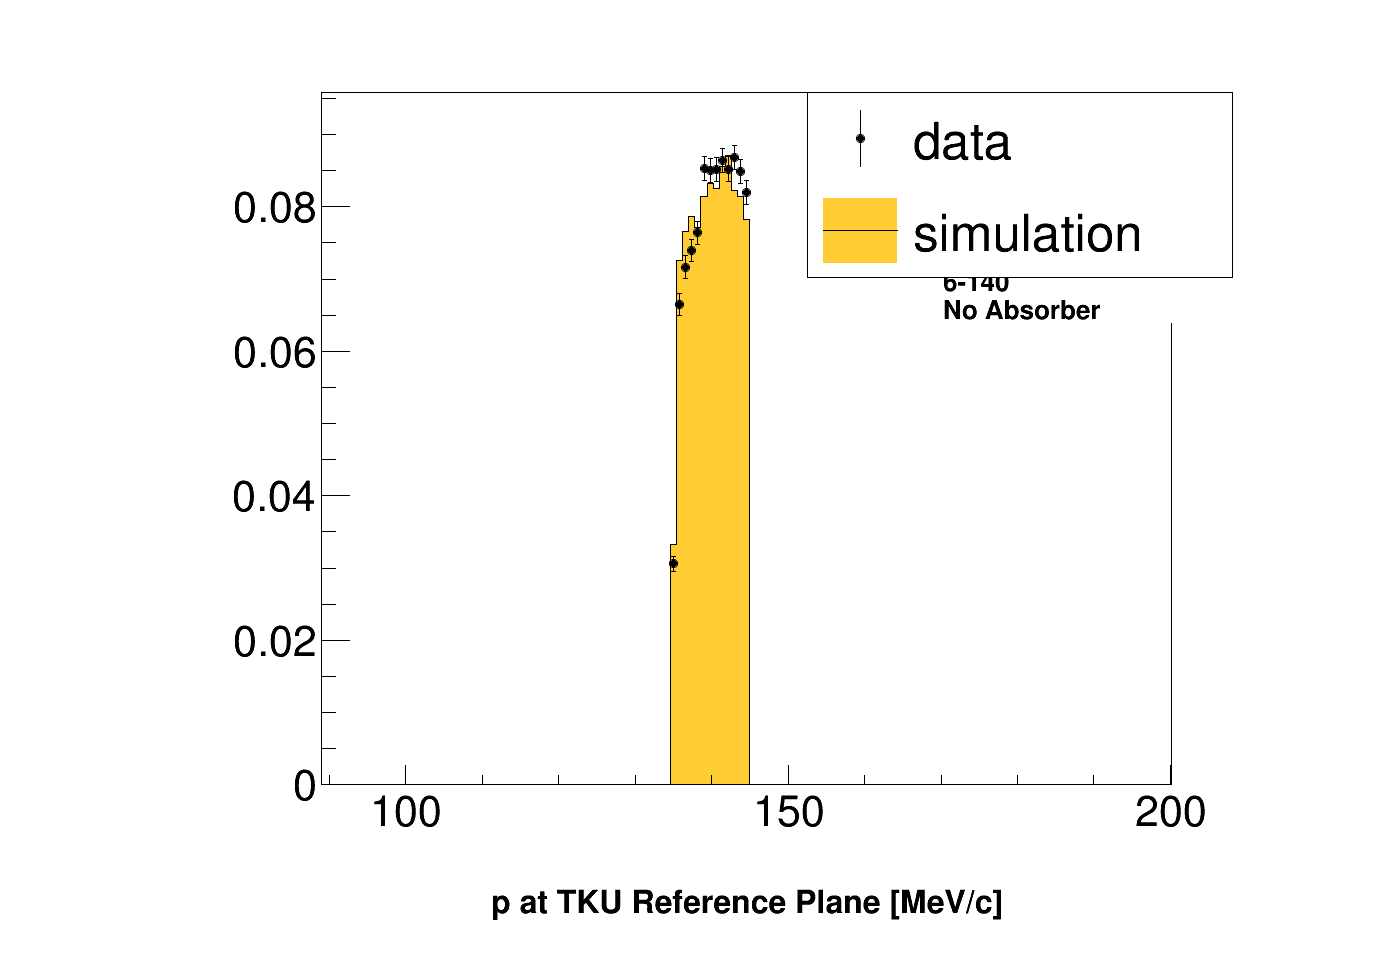 data
simulation
6-140
No Absorber
0.08
0.06
0.04
0.02
0
100 150 200
p at TKU Reference Plane [MeV/c]